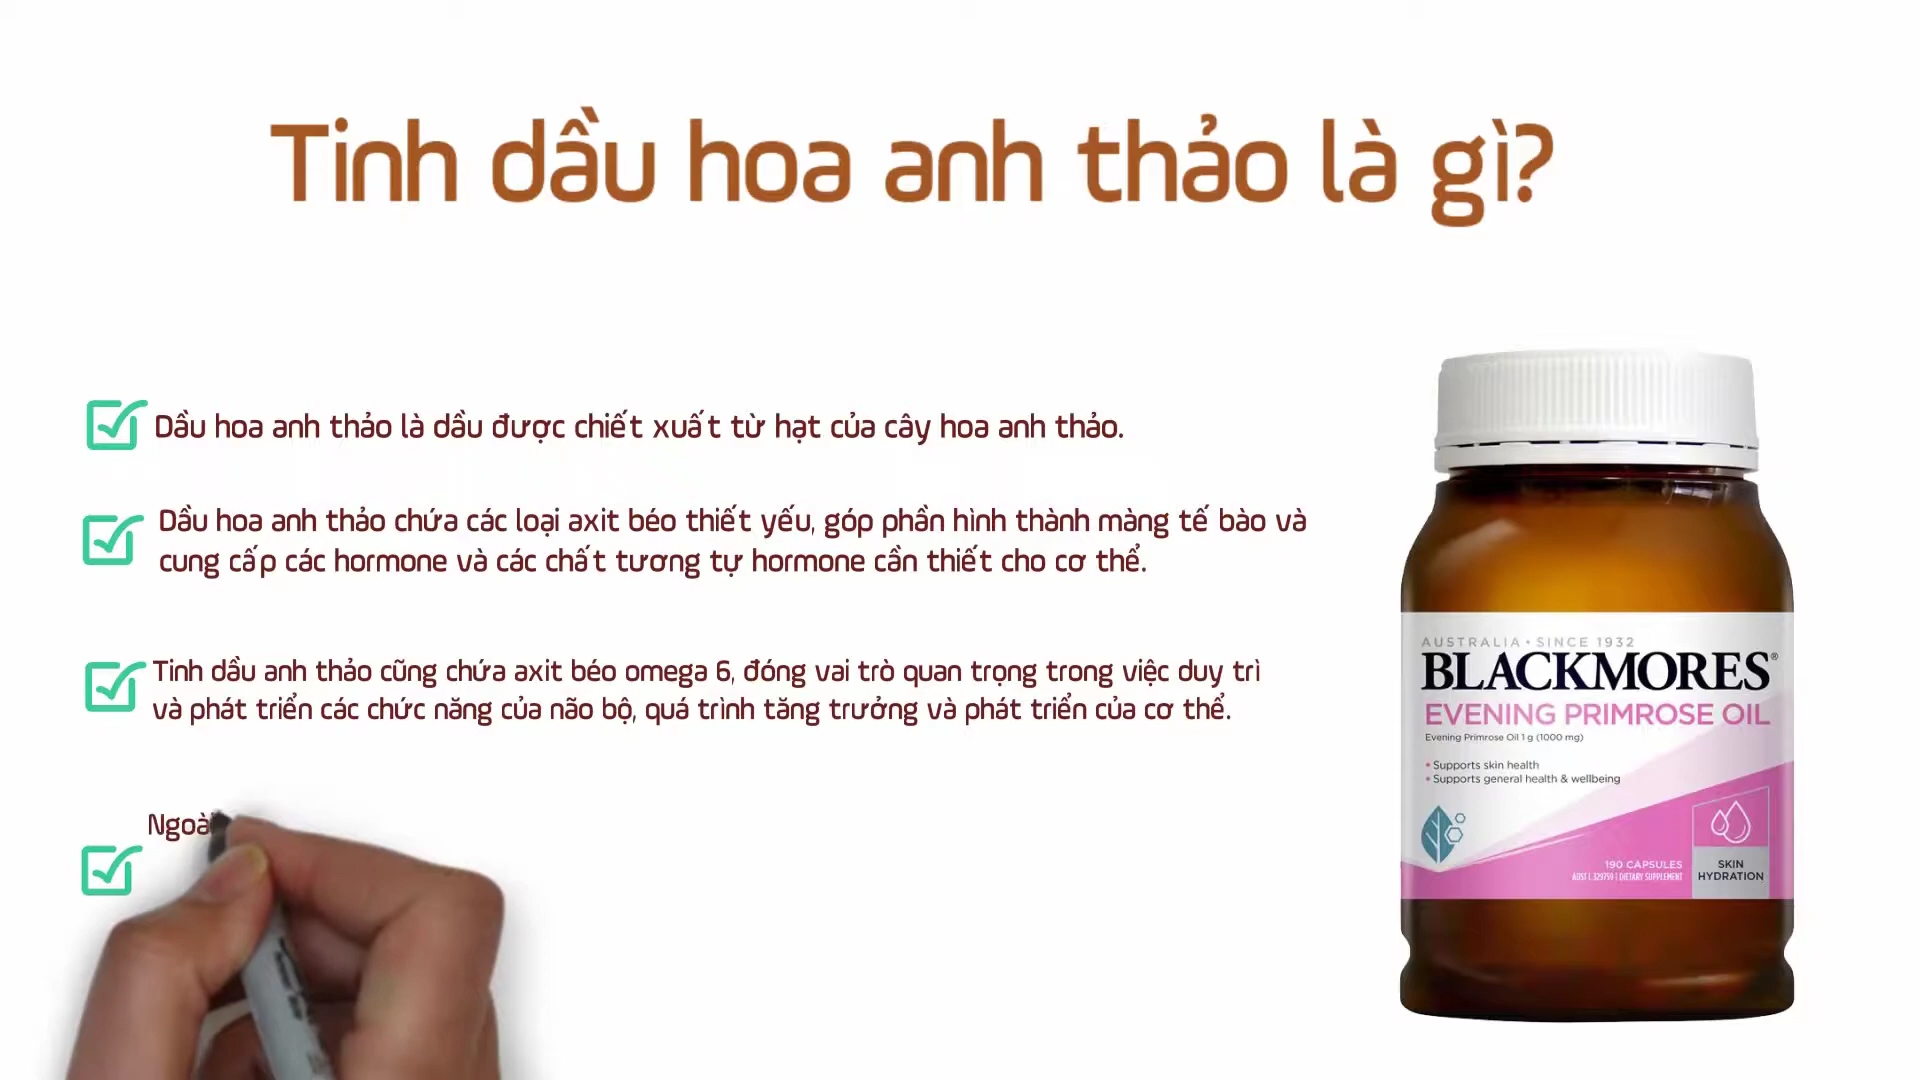 Tinh dầu hoa anh thảo là gì?
Dầu hoa anh thảo là dầu được chiết xuất từ hạt của cây hoa anh thảo.
Dầu hoa anh thảo chứa các loại axit béo thiết yếu, góp phần hình thành màng tế bào và
cung cấp các hormone và các chất tương tự hormone cần thiết cho cơ thể.
Tinh dầu anh thảo cũng chứa axit béo omega 6, đóng vai trò quan trọng trong việc duy trì
và phát triển các chức năng của não bộ, quá trình tăng trưởng và phát triển của cơ thể.
AUSTRALIA • SINCE 1932
BLACKMORES®
EVENING PRIMROSE OIL
Evening Primrose Oil 1 g (1000 mg)
• Supports skin health
• Supports general health & wellbeing
190 CAPSULES
AUST L 329759 | DIETARY SUPPLEMENT
SKIN
HYDRATION